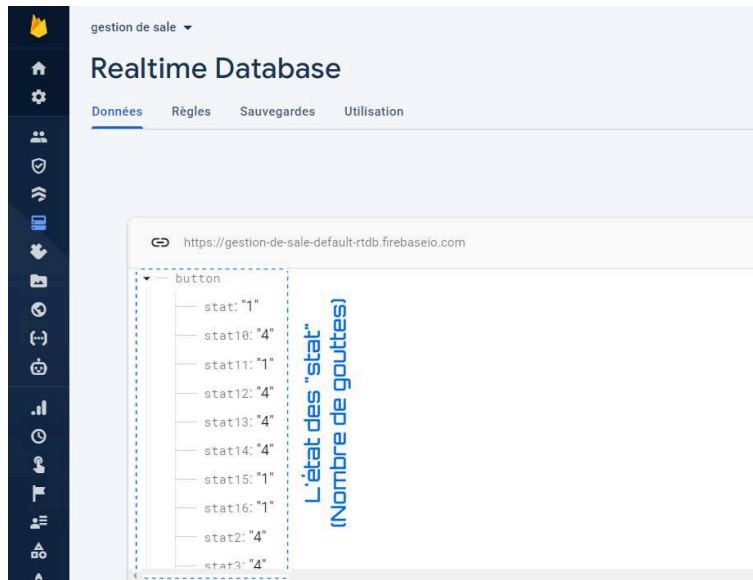 gestion de sale
Realtime Database
Données Règles Sauvegardes Utilisation
https://gestion-de-sale-default-rtdb.firebaseio.com
button
stat: "1"
stat10: "4"
stat11: "1"
stat12: "4"
stat13: "4"
stat14: "4"
stat15: "1"
stat16: "1"
stat2: "4"
stat3: "4"
L'état des "stat"
(Nombre de gouttes)